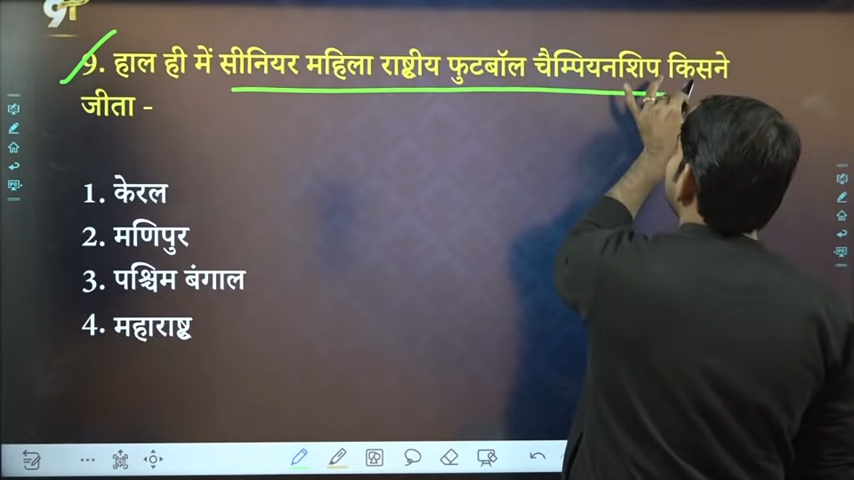 9. हाल ही में सीनियर महिला राष्ट्रीय फुटबॉल चैम्पियनशिप किसने
जीता -
1. केरल
2. मणिपुर
3. पश्चिम बंगाल
4. महाराष्ट्र